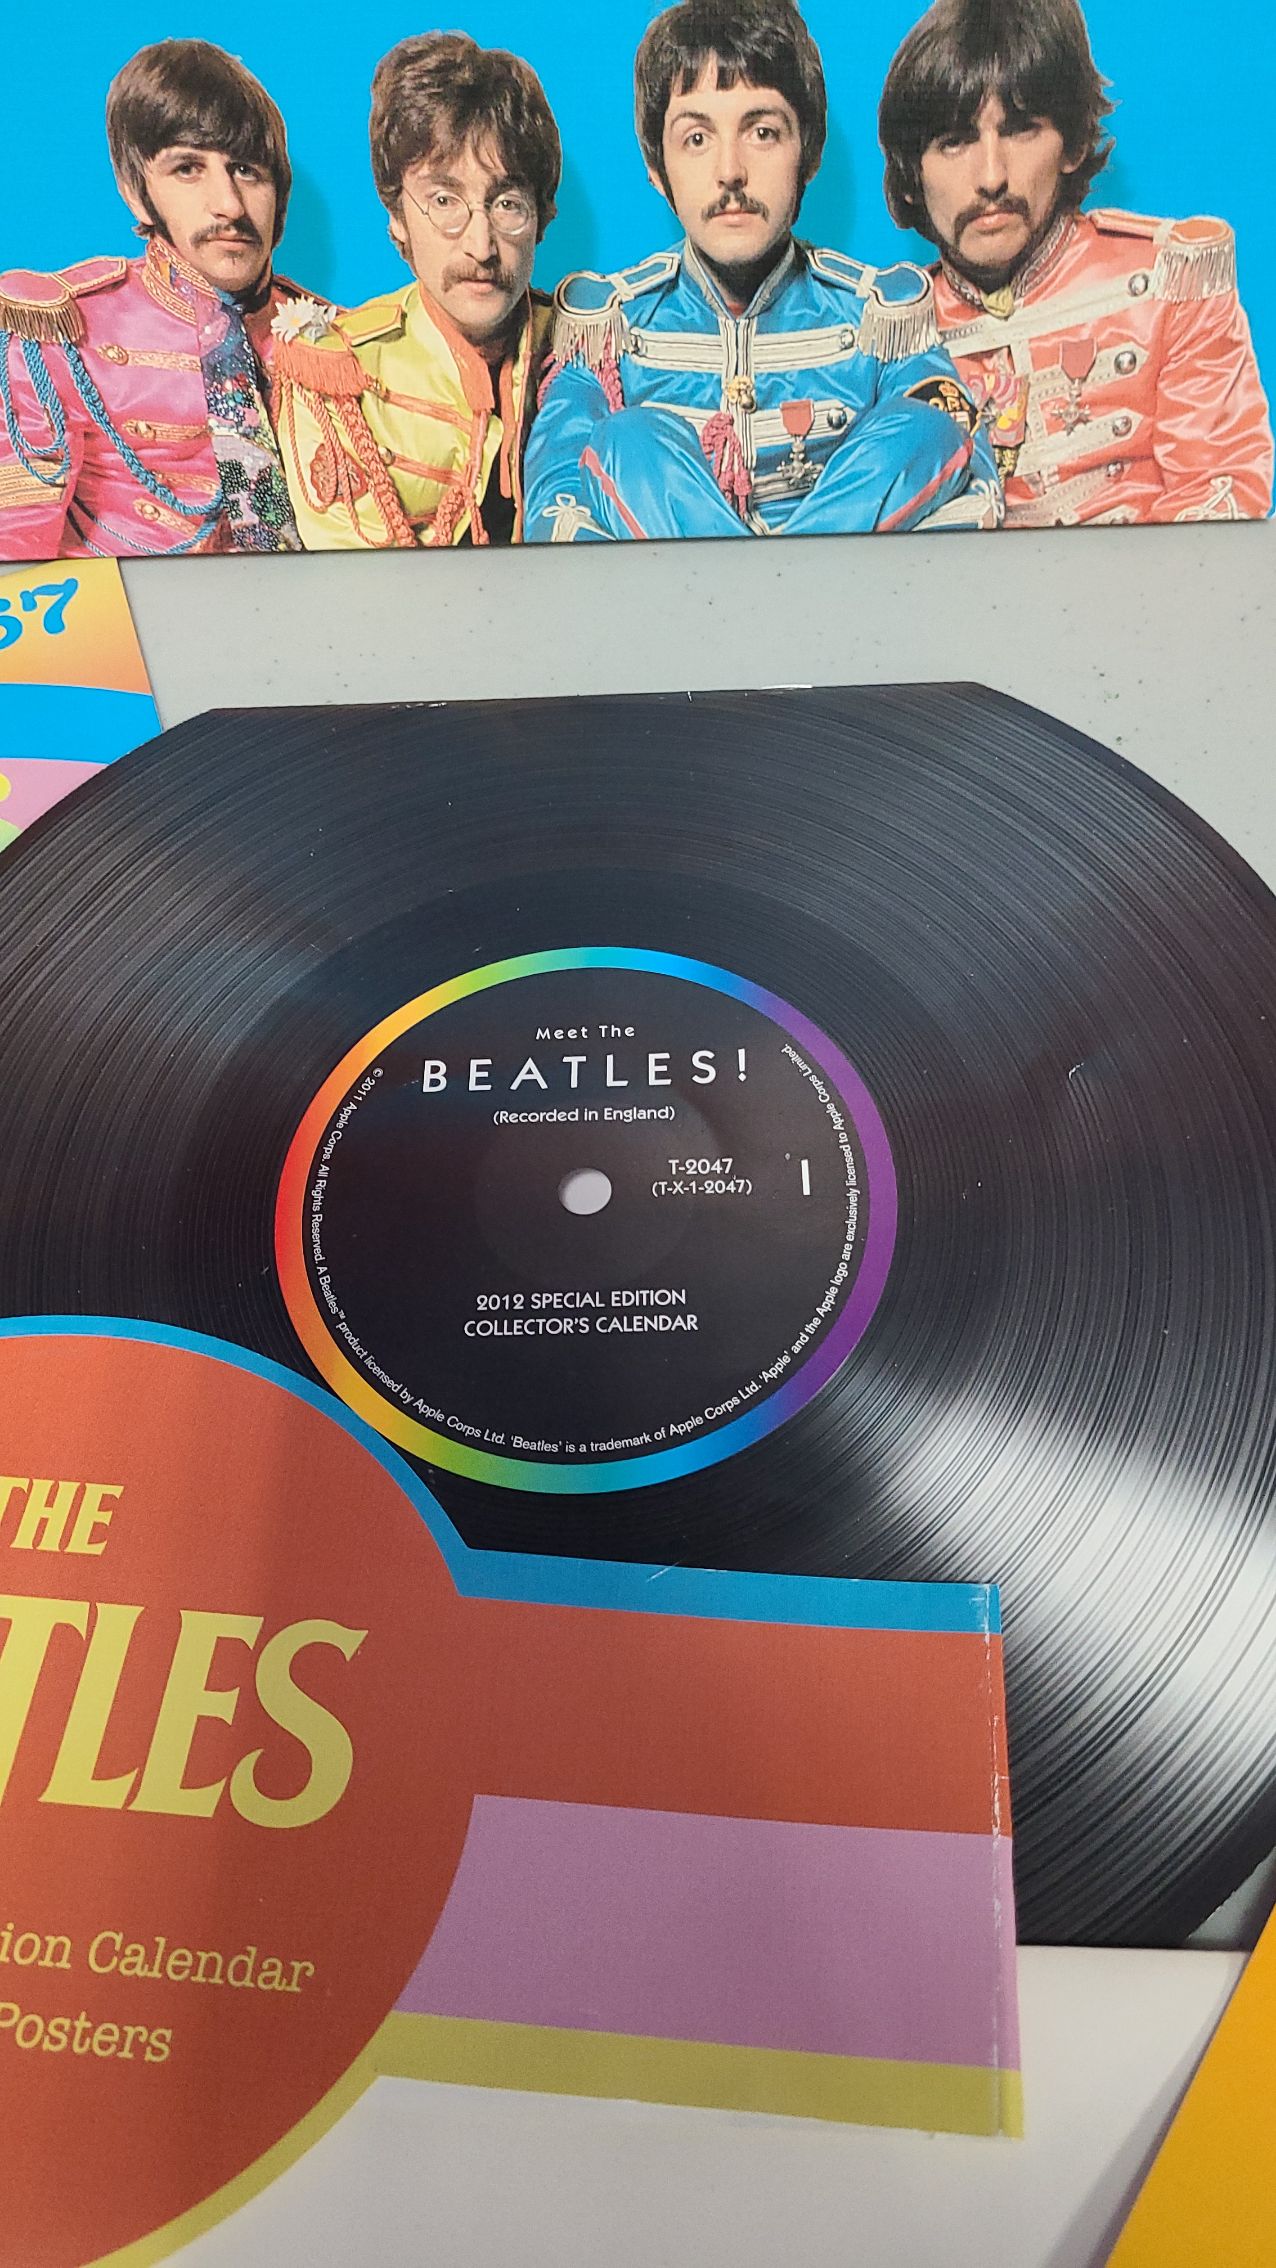 67
Meet The
BEATLES!
(Recorded in England)
T-2047
(T-X-1-2047)
1
2012 SPECIAL EDITION
COLLECTOR'S CALENDAR
© 2011 Apple Corps. All Rights Reserved. A Beatles™ product licensed by Apple Corps Ltd. 'Beatles' is a trademark of Apple Corps Ltd. 'Apple' and the Apple logo are exclusively licensed to Apple Corps Limited.
THE
TLES
ion Calendar
Posters